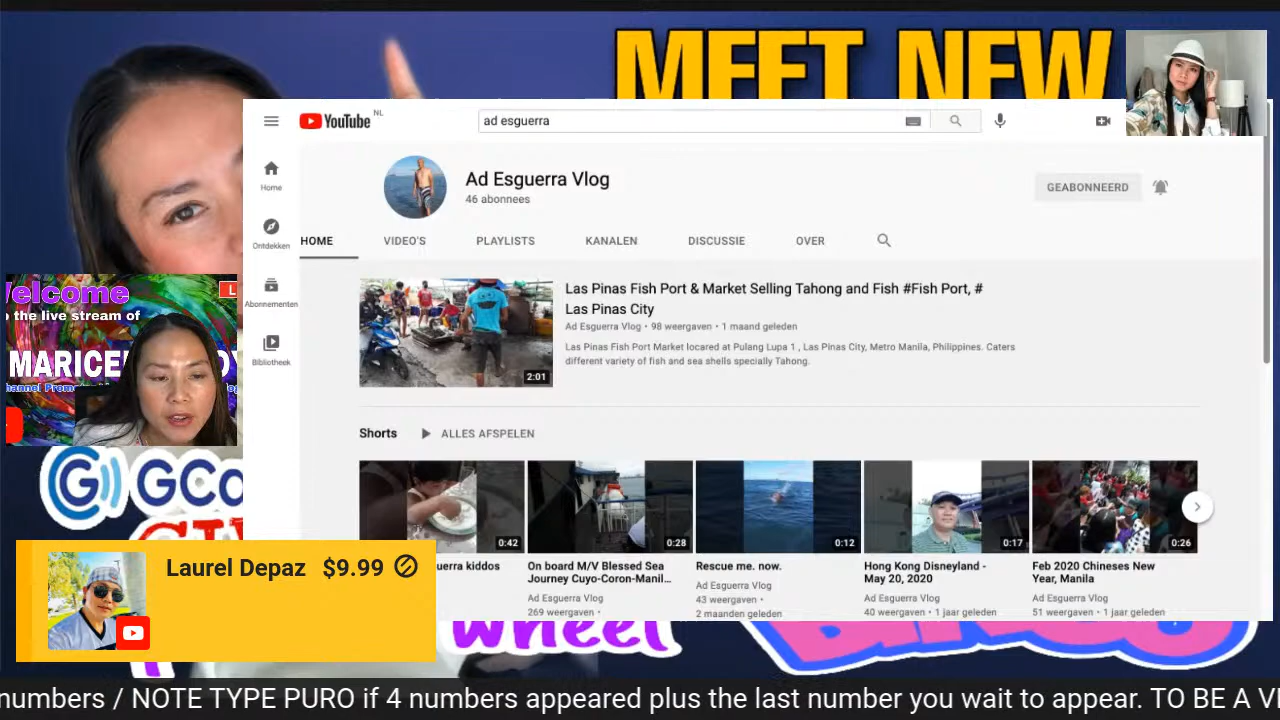 MEET NEW
YouTube NL
ad esguerra
Home
Ontdekken
Abonnementen
Bibliotheek
Ad Esguerra Vlog
46 abonnees
GEABONNEERD
HOME VIDEO'S PLAYLISTS KANALEN DISCUSSIE OVER
2:01
Las Pinas Fish Port & Market Selling Tahong and Fish #Fish Port, #
Las Pinas City
Ad Esguerra Vlog • 98 weergaven • 1 maand geleden
Las Pinas Fish Port Market locared at Pulang Lupa 1 , Las Pinas City, Metro Manila, Philippines. Caters
different variety of fish and sea shells specially Tahong.
Shorts ALLES AFSPELEN
0:42
0:28
0:12
0:17
0:26
uerra kiddos
On board M/V Blessed Sea
Journey Cuyo-Coron-Manil...
Ad Esguerra Vlog
269 weergaven •
Rescue me. now.
Ad Esguerra Vlog
43 weergaven •
2 maanden geleden
Hong Kong Disneyland -
May 20, 2020
Ad Esguerra Vlog
40 weergaven • 1 jaar geleden
Feb 2020 Chineses New
Year, Manila
Ad Esguerra Vlog
51 weergaven • 1 jaar geleden
Welcome
o the live stream of
MARICE
GCa
Laurel Depaz $9.99
wheel
numbers / NOTE TYPE PURO if 4 numbers appeared plus the last number you wait to appear. TO BE A VI